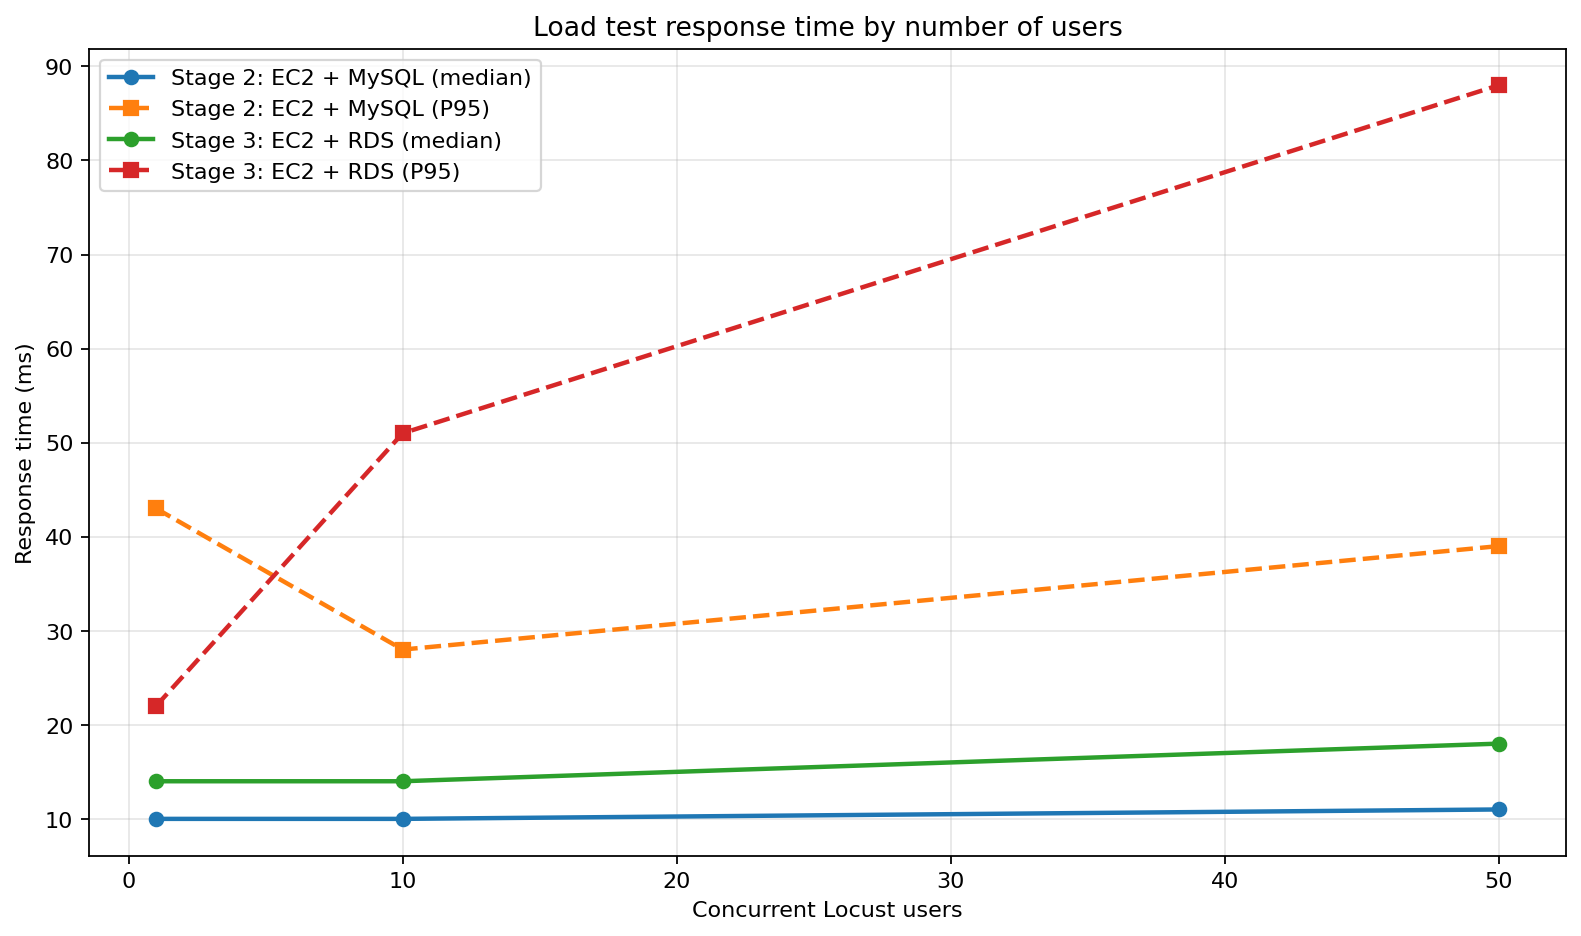 Load test response time by number of users
Stage 2: EC2 + MySQL (median)
Stage 2: EC2 + MySQL (P95)
Stage 3: EC2 + RDS (median)
Stage 3: EC2 + RDS (P95)
Response time (ms)
90
80
70
60
50
40
30
20
10
0 10 20 30 40 50
Concurrent Locust users